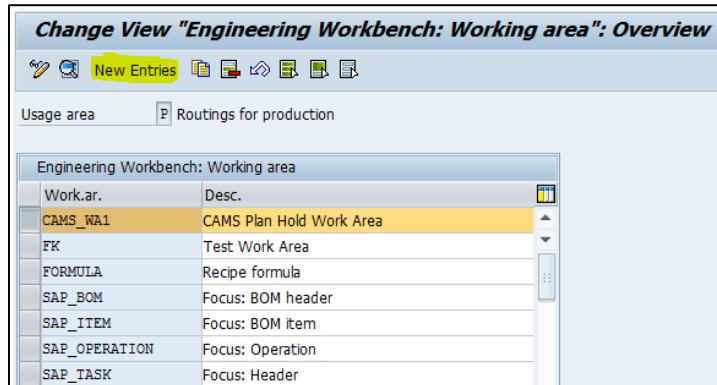 Change View "Engineering Workbench: Working area": Overview
New Entries
Usage area P Routings for production
Engineering Workbench: Working area
Work.ar. Desc.
CAMS_WA1 CAMS Plan Hold Work Area
FK Test Work Area
FORMULA Recipe formula
SAP_BOM Focus: BOM header
SAP_ITEM Focus: BOM item
SAP_OPERATION Focus: Operation
SAP_TASK Focus: Header